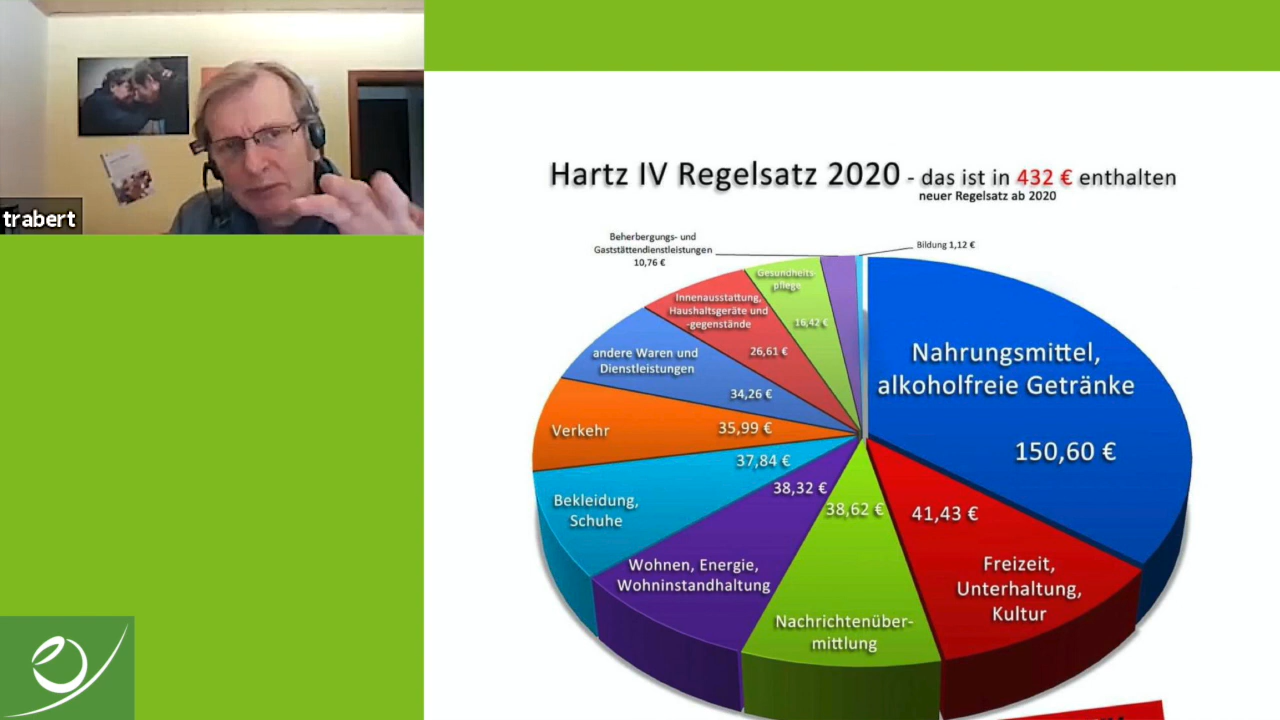 trabert
Hartz IV Regelsatz 2020 - das ist in 432 € enthalten
neuer Regelsatz ab 2020
Beherbergungs- und
Gaststättendienstleistungen
10,76 €
Bildung 1,12 €
Gesundheits-
pflege
16,42 €
Innenausstattung,
Haushaltsgeräte und
-gegenstände
26,61 €
andere Waren und
Dienstleistungen
34,26 €
Verkehr
35,99 €
Bekleidung,
Schuhe
37,84 €
Wohnen, Energie,
Wohninstandhaltung
38,32 €
Nachrichtenüber-
mittlung
38,62 €
Freizeit,
Unterhaltung,
Kultur
41,43 €
Nahrungsmittel,
alkoholfreie Getränke
150,60 €